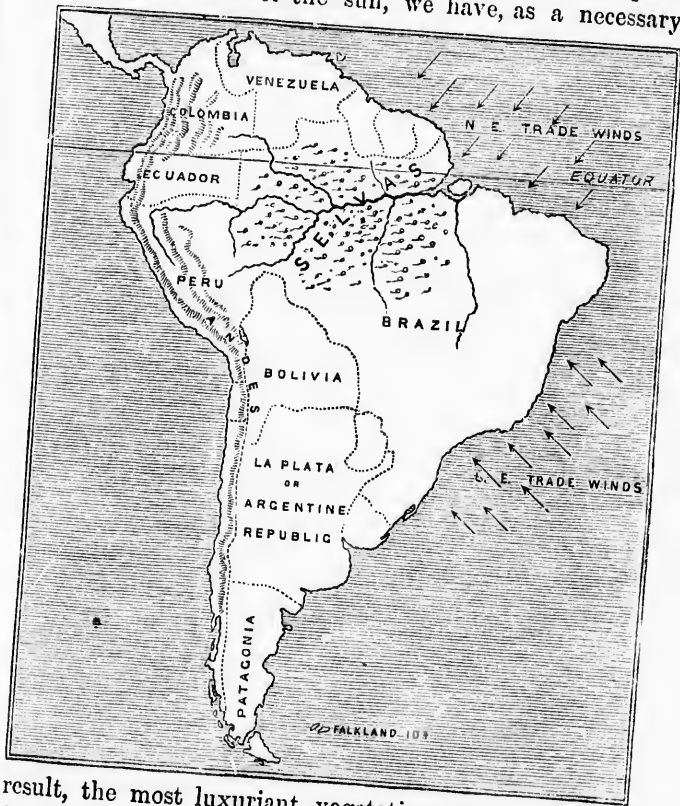 the sun, we have, as a necessary
VENEZUELA
COLOMBIA
N E. TRADE WINDS
ECUADOR
EQUATOR
SELVAS
PERU
BRAZIL
ANDES
BOLIVIA
S. E. TRADE WINDS
LA PLATA
OR
ARGENTINE
REPUBLIC
PATAGONIA
FALKLAND
result, the most luxuriant